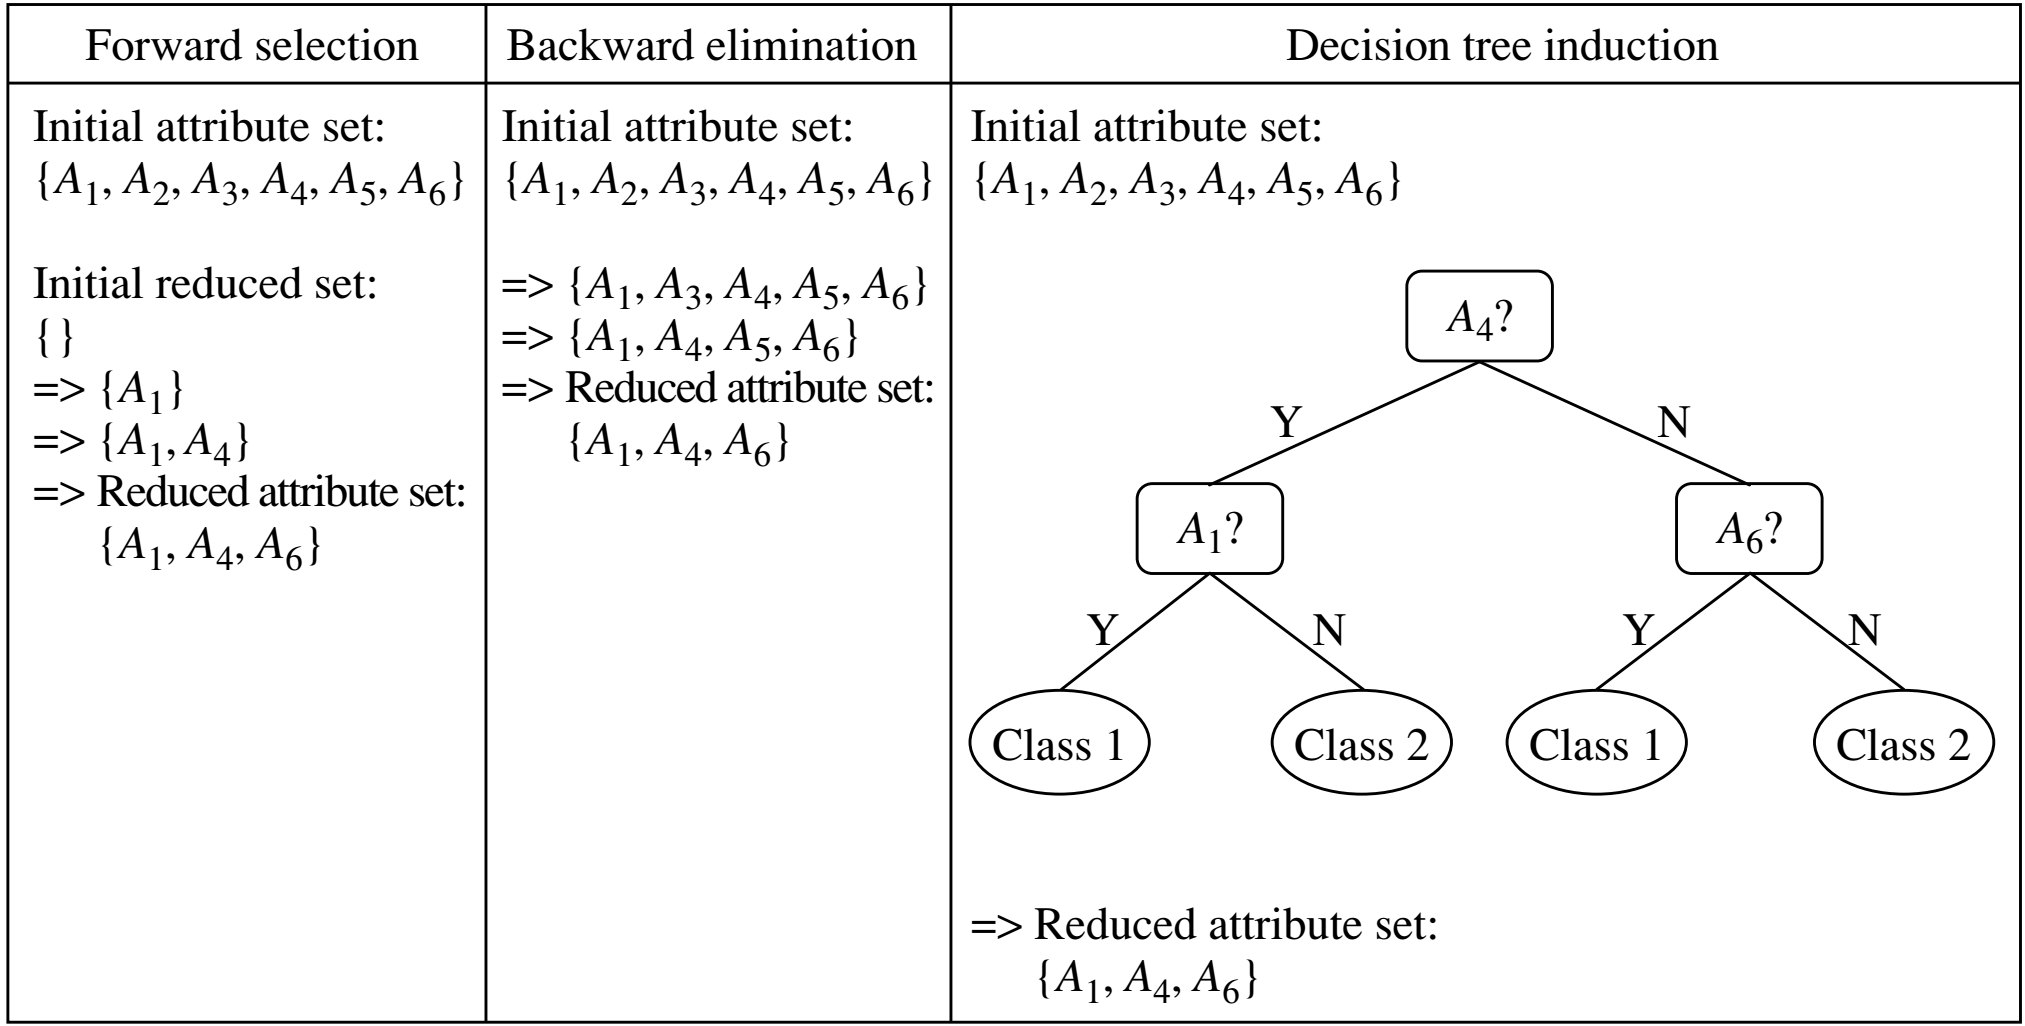 Forward selection
Initial attribute set:
{A1, A2, A3, A4, A5, A6}
Initial reduced set:
{}
=> {A1}
=> {A1, A4}
=> Reduced attribute set:
{A1, A4, A6}
Backward elimination
Initial attribute set:
{A1, A2, A3, A4, A5, A6}
=> {A1, A3, A4, A5, A6}
=> {A1, A4, A5, A6}
=> Reduced attribute set:
{A1, A4, A6}
Decision tree induction
Initial attribute set:
{A1, A2, A3, A4, A5, A6}
A4?
Y N
A1? A6?
Y N Y N
Class 1 Class 2 Class 1 Class 2
=> Reduced attribute set:
{A1, A4, A6}